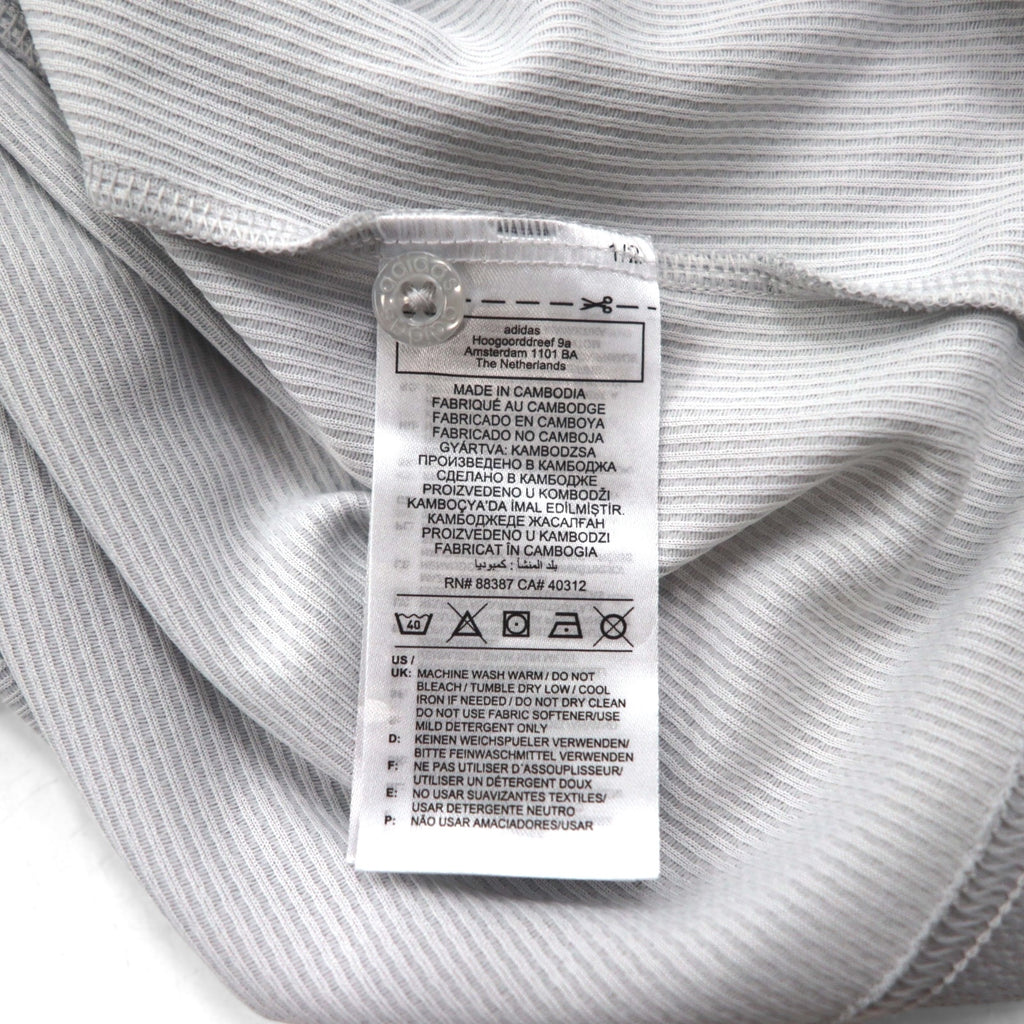 1/2
adidas
Hoogoorddreef 9a
Amsterdam 1101 BA
The Netherlands
MADE IN CAMBODIA
FABRIQUÉ AU CAMBODGE
FABRICADO EN CAMBOYA
FABRICADO NO CAMBOJA
GYÁRTVA: KAMBODZSA
ПРОИЗВЕДЕНО В КАМБОДЖА
СДЕЛАНО В КАМБОДЖЕ
PROIZVEDENO U KOMBODŽI
KAMBOÇYA'DA İMAL EDİLMİŞTİR.
КАМБОДЖЕДЕ ЖАСАЛҒАН
PROIZVEDENO U KAMBODZI
FABRICAT ÎN CAMBOGIA
بلد المنشأ : كمبوديا
RN# 88387 CA# 40312
40
US /
UK: MACHINE WASH WARM / DO NOT
BLEACH / TUMBLE DRY LOW / COOL
IRON IF NEEDED / DO NOT DRY CLEAN
DO NOT USE FABRIC SOFTENER/USE
MILD DETERGENT ONLY
D: KEINEN WEICHSPUELER VERWENDEN/
BITTE FEINWASCHMITTEL VERWENDEN
F: NE PAS UTILISER D'ASSOUPLISSEUR/
UTILISER UN DÉTERGENT DOUX
E: NO USAR SUAVIZANTES TEXTILES/
USAR DETERGENTE NEUTRO
P: NÃO USAR AMACIADORES/USAR